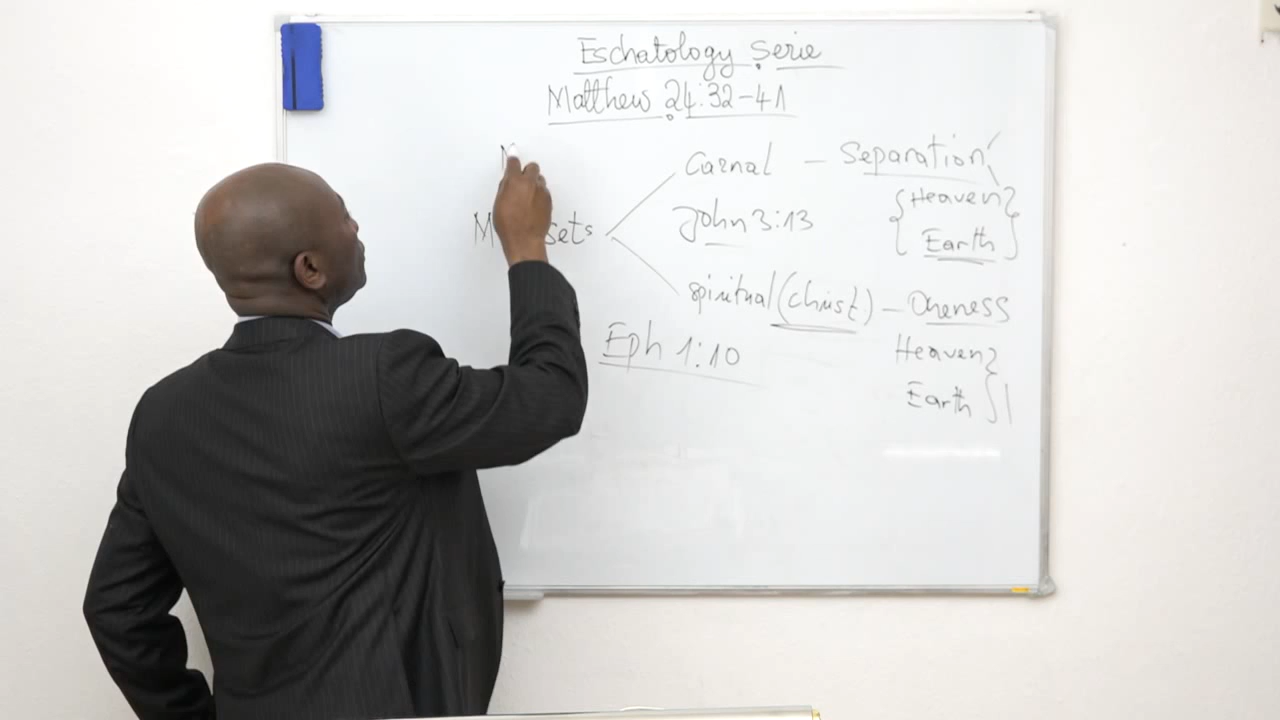 Eschatology Serie
Matthew 24:32-41
Carnal - Separation
John 3:13
{Heaven}
{Earth}
sets
spiritual (christ) - Oneness
Eph 1:10
Heaven}
Earth } 1